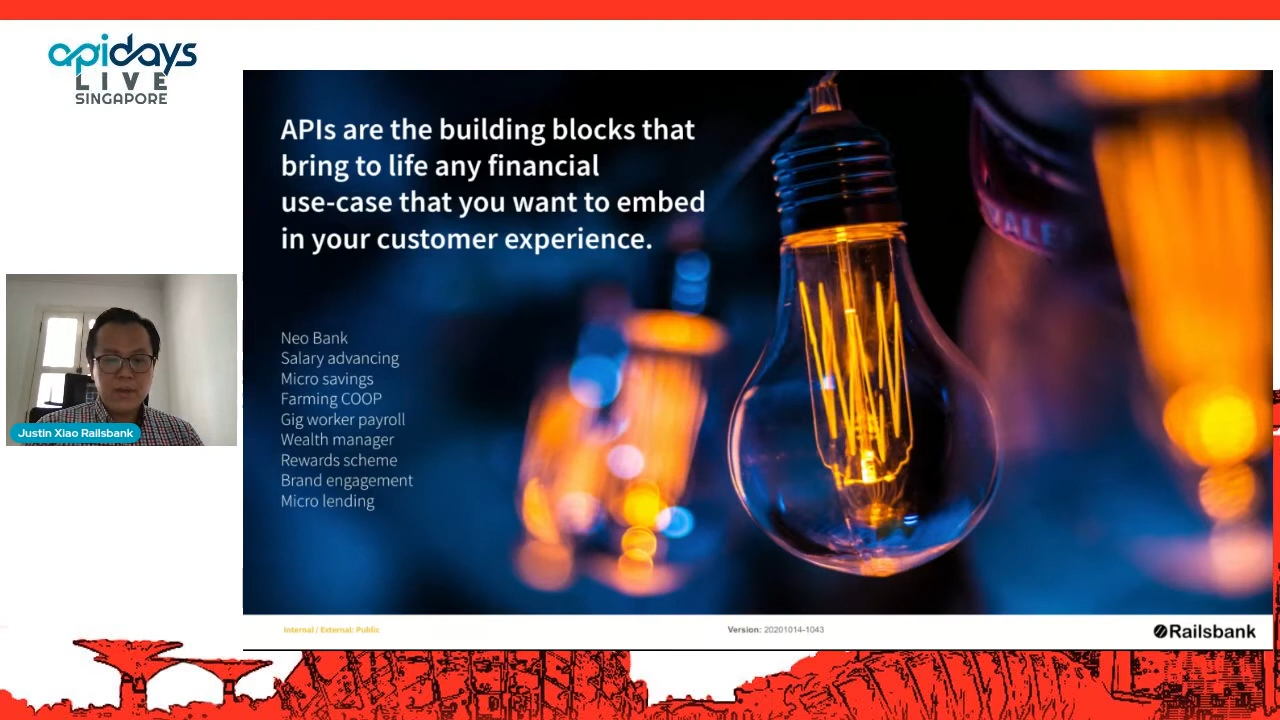 apidays
LIVE
SINGAPORE
APIs are the building blocks that
bring to life any financial
use-case that you want to embed
in your customer experience.
Neo Bank
Salary advancing
Micro savings
Farming COOP
Gig worker payroll
Wealth manager
Rewards scheme
Brand engagement
Micro lending
Justin Xiao Railsbank
Internal / External: Public
Version: 20201014-1043
Railsbank